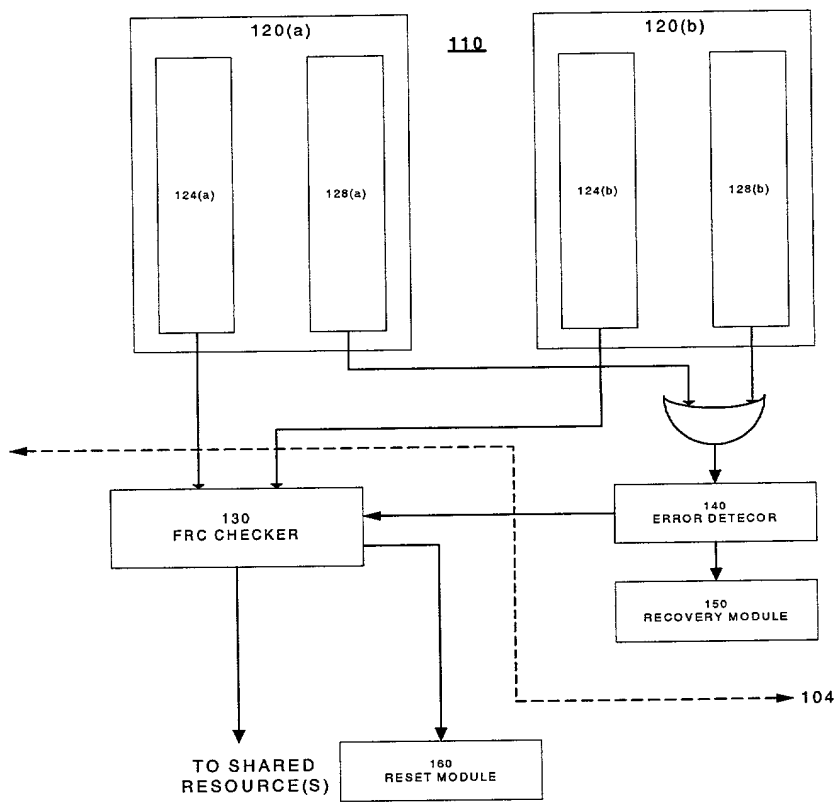 120(a)
110
120(b)
124(a)
128(a)
124(b)
128(b)
130
FRC CHECKER
140
ERROR DETECOR
150
RECOVERY MODULE
104
TO SHARED
RESOURCE(S)
160
RESET MODULE